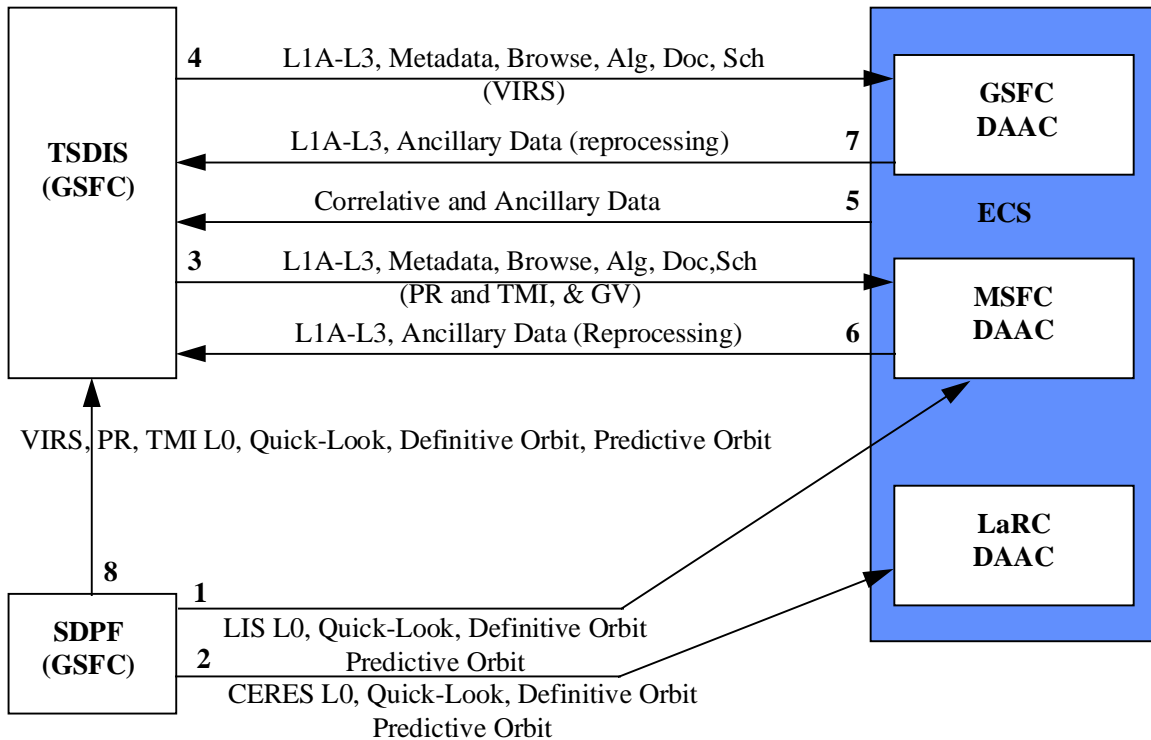 4
L1A-L3, Metadata, Browse, Alg, Doc, Sch
(VIRS)
GSFC
DAAC
TSDIS
(GSFC)
L1A-L3, Ancillary Data (reprocessing)
7
Correlative and Ancillary Data
5
ECS
3
L1A-L3, Metadata, Browse, Alg, Doc,Sch
(PR and TMI, & GV)
MSFC
DAAC
L1A-L3, Ancillary Data (Reprocessing)
6
VIRS, PR, TMI L0, Quick-Look, Definitive Orbit, Predictive Orbit
LaRC
DAAC
8
1
SDPF
(GSFC)
LIS L0, Quick-Look, Definitive Orbit
Predictive Orbit
2
CERES L0, Quick-Look, Definitive Orbit
Predictive Orbit